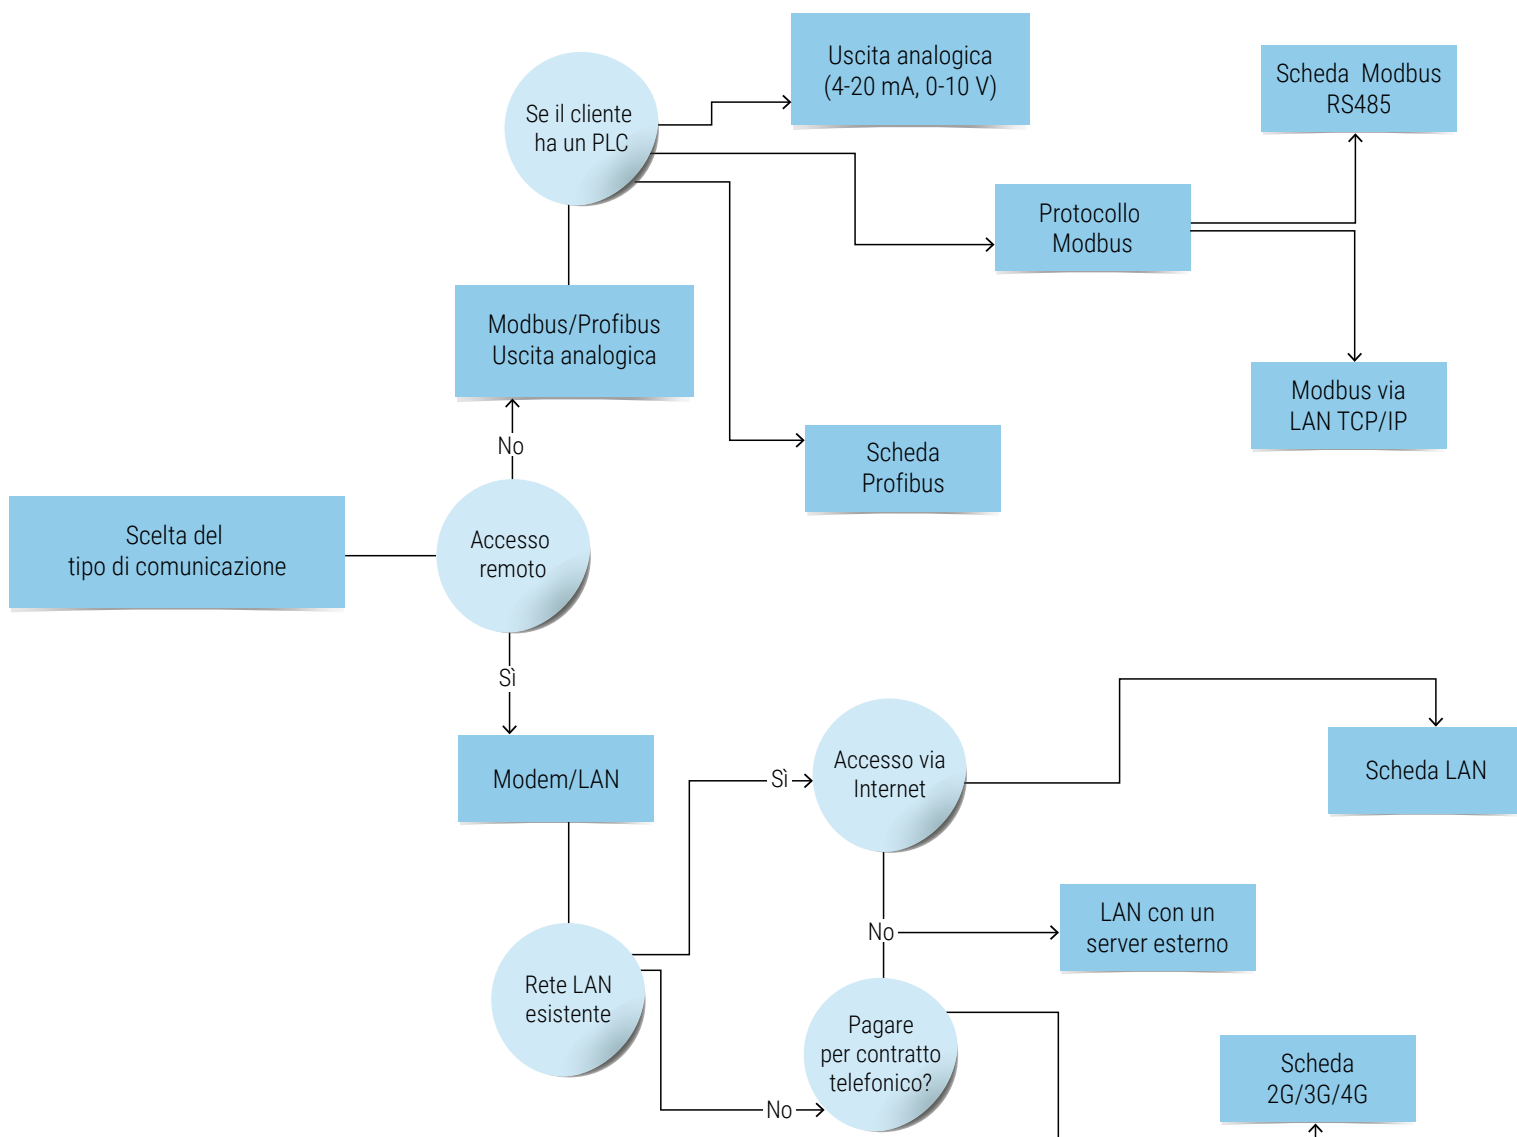 Uscita analogica
(4-20 mA, 0-10 V)
Scheda Modbus
RS485
Se il cliente
ha un PLC
Protocollo
Modbus
Modbus/Profibus
Uscita analogica
Modbus via
LAN TCP/IP
No
Scheda
Profibus
Scelta del
tipo di comunicazione
Accesso
remoto
Sì
Modem/LAN
Sì
Accesso via
Internet
Scheda LAN
No
LAN con un
server esterno
Rete LAN
esistente
Pagare
per contratto
telefonico?
No
Scheda
2G/3G/4G